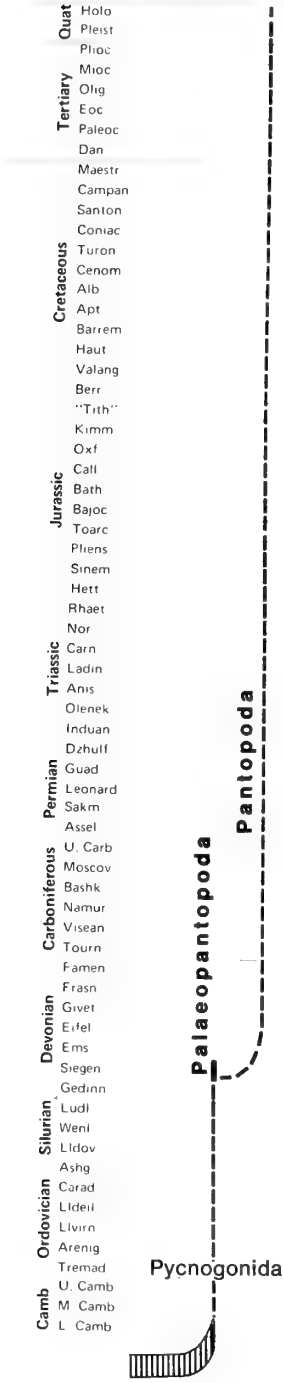 Quat
Tertiary
Cretaceous
Jurassic
Triassic
Permian
Carboniferous
Devonian
Silurian
Ordovician
Camb
Holo
Pleist
Plioc
Mioc
Olig
Eoc
Paleoc
Dan
Maestr
Campan
Santon
Coniac
Turon
Cenom
Alb
Apt
Barrem
Haut
Valang
Berr
"Tith"
Kimm
Oxf
Call
Bath
Bajoc
Toarc
Pliens
Sinem
Hett
Rhaet
Nor
Carn
Ladin
Anis
Olenek
Induan
Dzhulf
Guad
Leonard
Sakm
Assel
U. Carb
Moscov
Bashk
Namur
Visean
Tourn
Famen
Frasn
Givet
Eifel
Ems
Siegen
Gedinn
Ludl
Wenl
Lldov
Ashg
Carad
Lldeil
Llvirn
Arenig
Tremad
U. Camb
M Camb
L Camb
Pantopoda
Palaeopantopoda
Pycnogonida